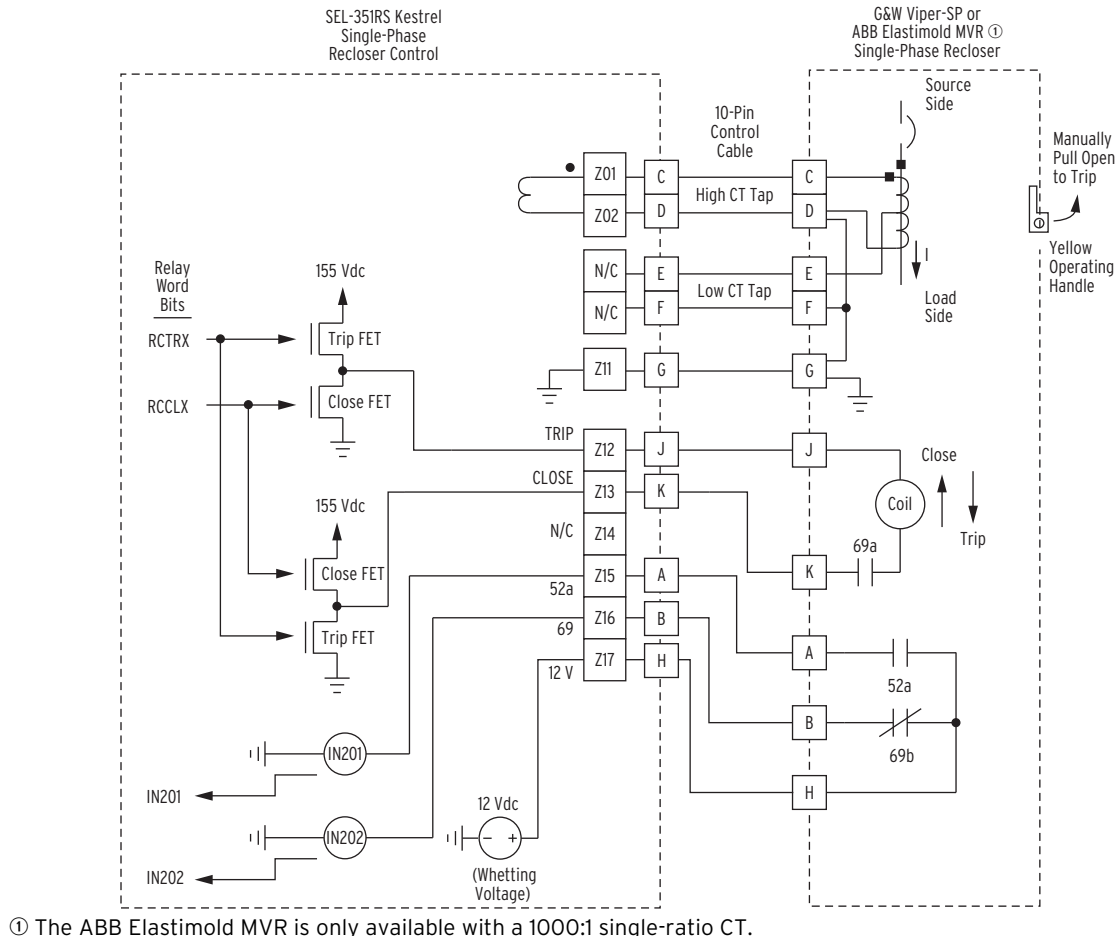 SEL-351RS Kestrel
Single-Phase
Recloser Control
G&W Viper-SP or
ABB Elastimold MVR ①
Single-Phase Recloser
Source
Side
10-Pin
Control
Cable
Manually
Pull Open
to Trip
Z01
C
C
High CT Tap
Z02
D
D
Yellow
Operating
Handle
Relay
Word
Bits
155 Vdc
N/C
E
E
I
Low CT Tap
N/C
F
F
Load
Side
RCTRX
Trip FET
Z11
G
G
RCCLX
Close FET
TRIP
Z12
J
J
Close
CLOSE
Z13
K
Coil
155 Vdc
N/C
Z14
69a
Trip
Close FET
Z15
A
K
52a
Z16
B
69
Trip FET
Z17
H
A
12 V
52a
B
69b
IN201
H
IN201
12 Vdc
IN202
- +
IN202
(Whetting
Voltage)
① The ABB Elastimold MVR is only available with a 1000:1 single-ratio CT.